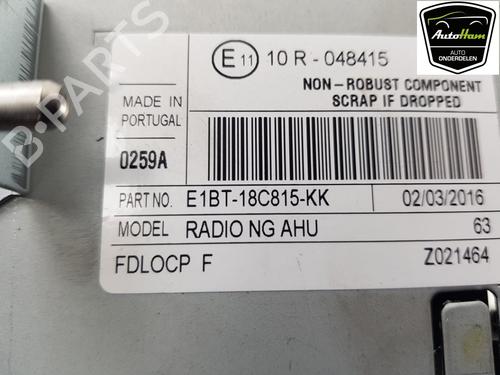 AutoHam
AUTO
ONDERDELEN
E11 10 R - 048415
NON-ROBUST COMPONENT
SCRAP IF DROPPED
MADE IN
PORTUGAL
0259A
PART NO. E1BT-18C815-KK 02/03/2016
MODEL RADIO NG AHU 63
FDLOCP F Z021464
B-PARTS